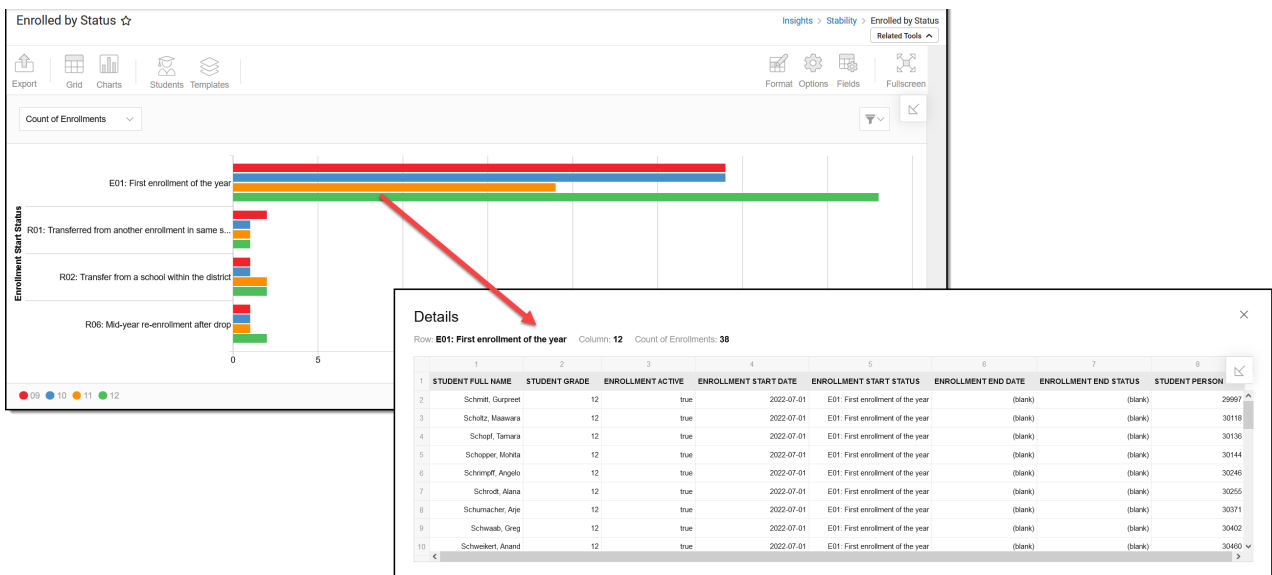 Enrolled by Status
Insights > Stability > Enrolled by Status
Related Tools
Export Grid Charts Students Templates Format Options Fields Fullscreen
Count of Enrollments
Enrollment Start Status
E01: First enrollment of the year
R01: Transferred from another enrollment in same s...
R02: Transfer from a school within the district
R06: Mid-year re-enrollment after drop
0 5
09 10 11 12
Details
Row: E01: First enrollment of the year Column: 12 Count of Enrollments: 38
1 2 3 4 5 6 7 8
1 STUDENT FULL NAME STUDENT GRADE ENROLLMENT ACTIVE ENROLLMENT START DATE ENROLLMENT START STATUS ENROLLMENT END DATE ENROLLMENT END STATUS STUDENT PERSON
2 Schmitt, Gurpreet 12 true 2022-07-01 E01: First enrollment of the year (blank) (blank) 29997
3 Scholtz, Maawara 12 true 2022-07-01 E01: First enrollment of the year (blank) (blank) 30118
4 Schopf, Tamara 12 true 2022-07-01 E01: First enrollment of the year (blank) (blank) 30136
5 Schopper, Mohita 12 true 2022-07-01 E01: First enrollment of the year (blank) (blank) 30144
6 Schrimpff, Angelo 12 true 2022-07-01 E01: First enrollment of the year (blank) (blank) 30246
7 Schrodt, Alana 12 true 2022-07-01 E01: First enrollment of the year (blank) (blank) 30255
8 Schumacher, Arje 12 true 2022-07-01 E01: First enrollment of the year (blank) (blank) 30371
9 Schwaab, Greg 12 true 2022-07-01 E01: First enrollment of the year (blank) (blank) 30402
10 Schweikert, Anand 12 true 2022-07-01 E01: First enrollment of the year (blank) (blank) 30460